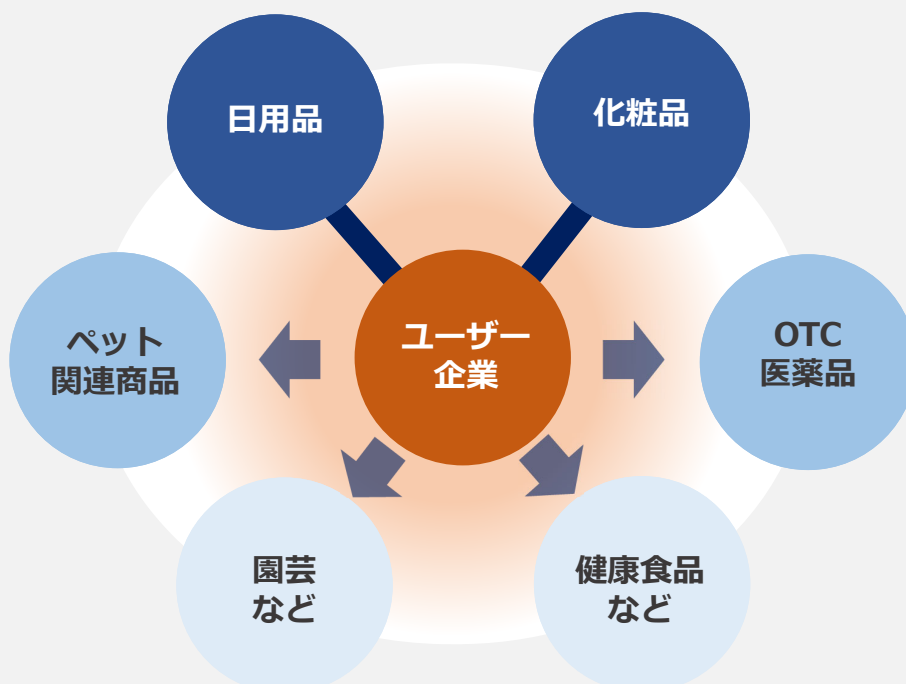 日用品
化粧品
ユーザー
企業
ペット
関連商品
OTC
医薬品
園芸
など
健康食品
など